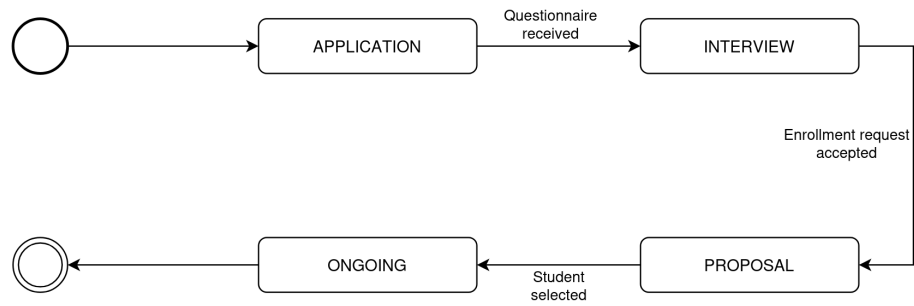 Questionnaire
received
APPLICATION
INTERVIEW
Enrollment request
accepted
ONGOING
PROPOSAL
Student
selected